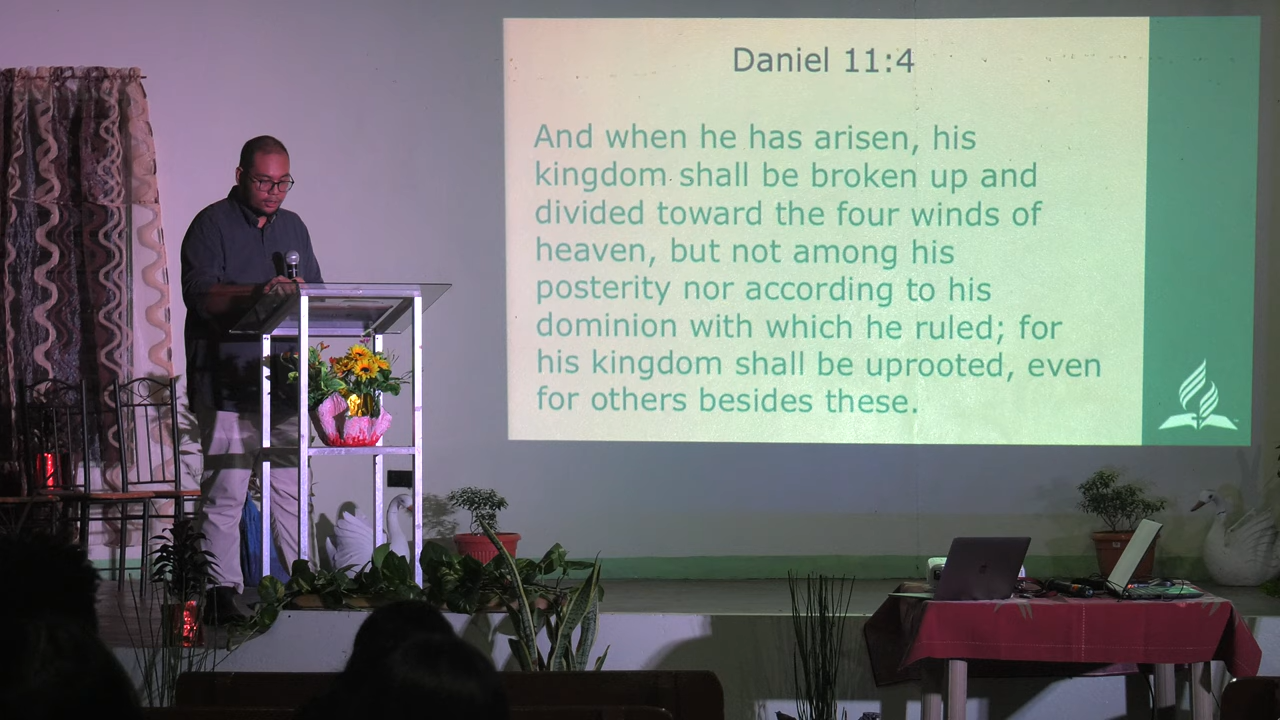 Daniel 11:4
And when he has arisen, his
kingdom shall be broken up and
divided toward the four winds of
heaven, but not among his
posterity nor according to his
dominion with which he ruled; for
his kingdom shall be uprooted, even
for others besides these.